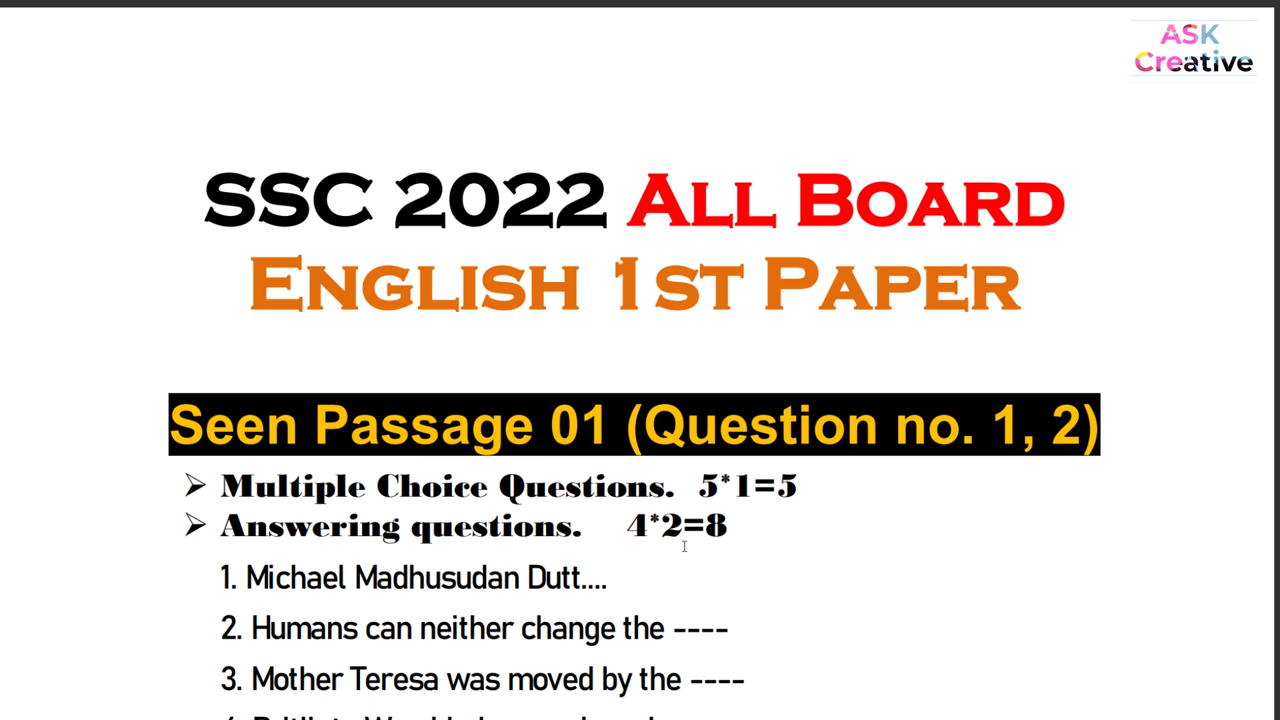 ASK
Creative
SSC 2022 ALL BOARD
ENGLISH 1ST PAPER
Seen Passage 01 (Question no. 1, 2)
➢ Multiple Choice Questions. 5*1=5
➢ Answering questions. 4*2=8
1. Michael Madhusudan Dutt....
2. Humans can neither change the ----
3. Mother Teresa was moved by the ----